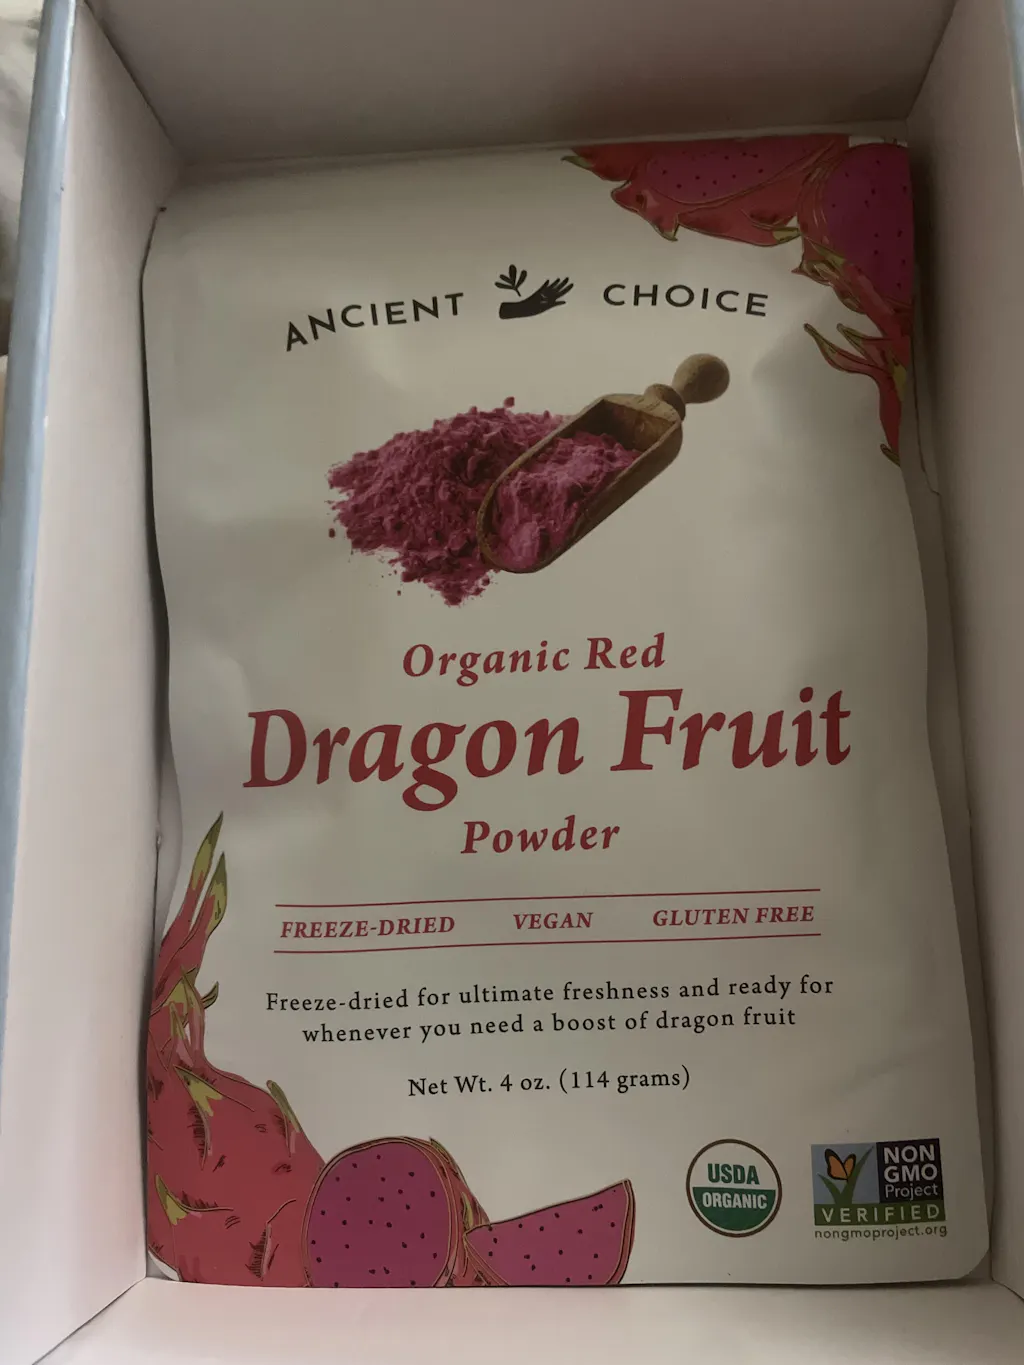 ANCIENT CHOICE
Organic Red
Dragon Fruit
Powder
FREEZE-DRIED VEGAN GLUTEN FREE
Freeze-dried for ultimate freshness and ready for
whenever you need a boost of dragon fruit
Net Wt. 4 oz. (114 grams)
USDA
ORGANIC
NON
GMO
Project
VERIFIED
nongmoproject.org